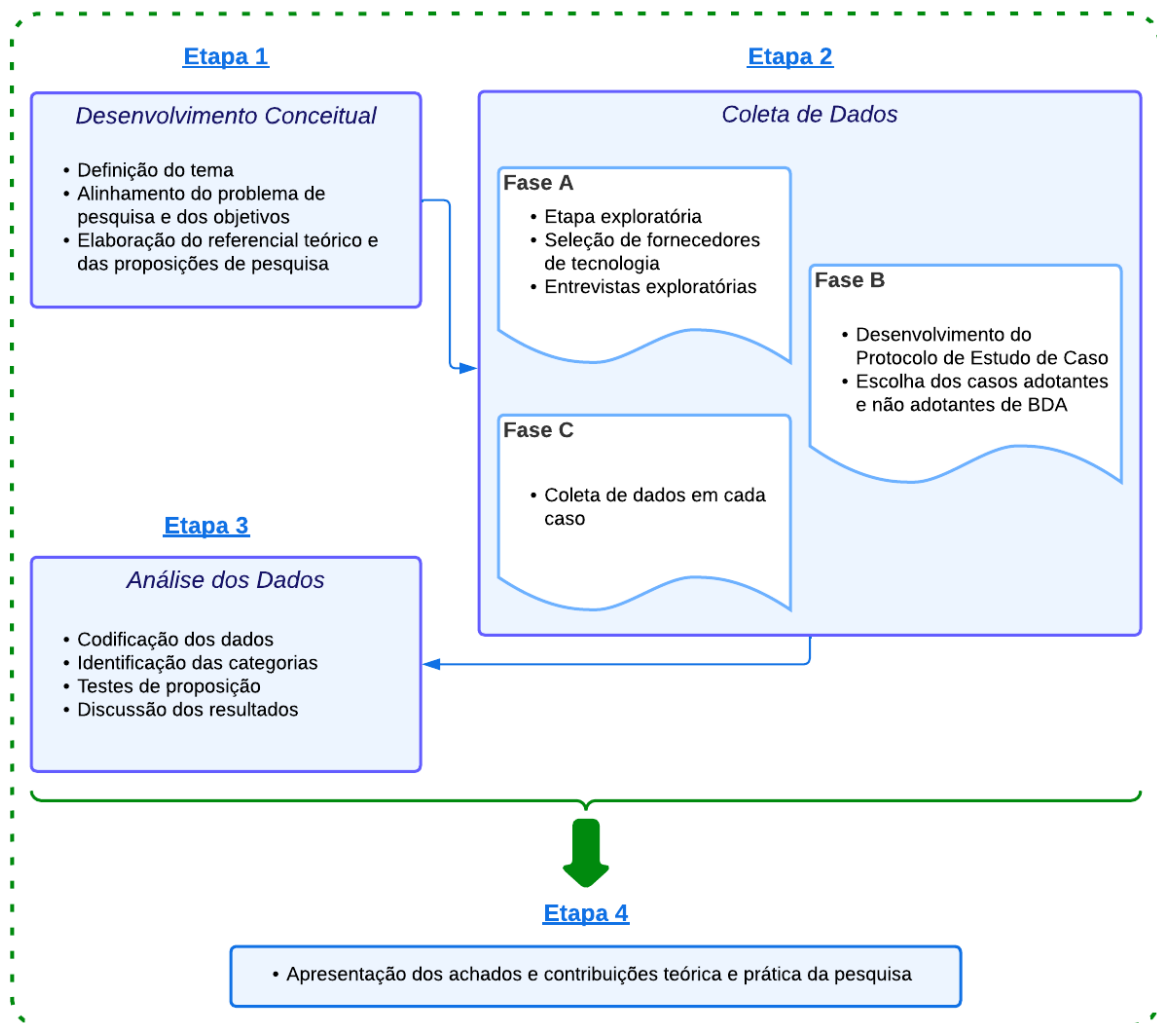 Etapa 1
Desenvolvimento Conceitual
• Definição do tema
• Alinhamento do problema de
pesquisa e dos objetivos
• Elaboração do referencial teórico e
das proposições de pesquisa
Etapa 2
Coleta de Dados
Fase A
• Etapa exploratória
• Seleção de fornecedores
de tecnologia
• Entrevistas exploratórias
Fase B
• Desenvolvimento do
Protocolo de Estudo de Caso
• Escolha dos casos adotantes
e não adotantes de BDA
Fase C
• Coleta de dados em cada
caso
Etapa 3
Análise dos Dados
• Codificação dos dados
• Identificação das categorias
• Testes de proposição
• Discussão dos resultados
Etapa 4
• Apresentação dos achados e contribuições teórica e prática da pesquisa